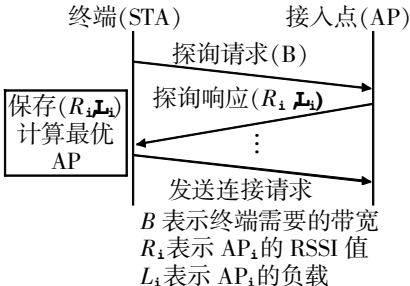 终端(STA)
接入点(AP)
探询请求(B)
探询响应(Rᵢ,Lᵢ)
保存(Rᵢ,Lᵢ)
计算最优
AP
⋮
发送连接请求
B 表示终端需要的带宽
Rᵢ表示 APᵢ的 RSSI 值
Lᵢ表示 APᵢ的负载